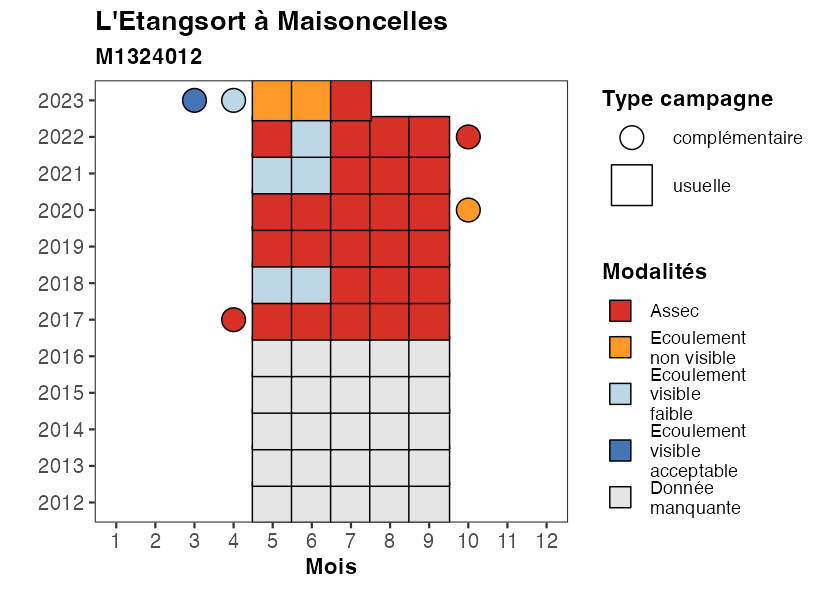 L'Etangsort à Maisoncelles
M1324012
2023
2022
2021
2020
2019
2018
2017
2016
2015
2014
2013
2012
1 2 3 4 5 6 7 8 9 10 11 12
Mois
Type campagne
complémentaire
usuelle
Modalités
Assec
Ecoulement
non visible
Ecoulement
visible
faible
Ecoulement
visible
acceptable
Donnée
manquante